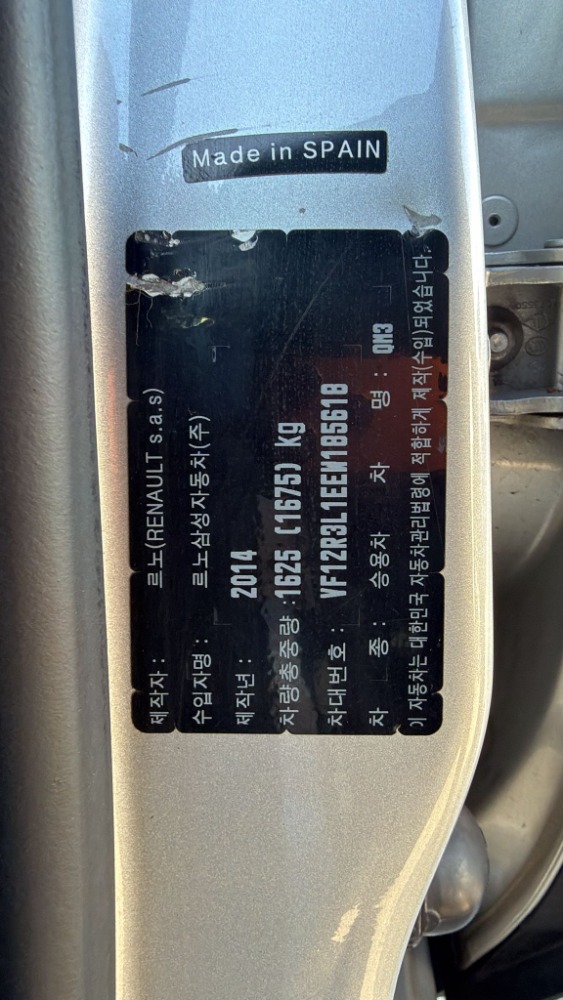 Made in SPAIN
제작자 : 르노(RENAULT s.a.s)
수입자명 : 르노삼성자동차(주)
제작년 : 2014
차량총중량 : 1625 (1675) kg
차대번호 : VF12R3L1EEW185618
차 종 : 승용차 차 명 : QM3
이 자동차는 대한민국 자동차관리법령에 적합하게 제작(수입)되었습니다.